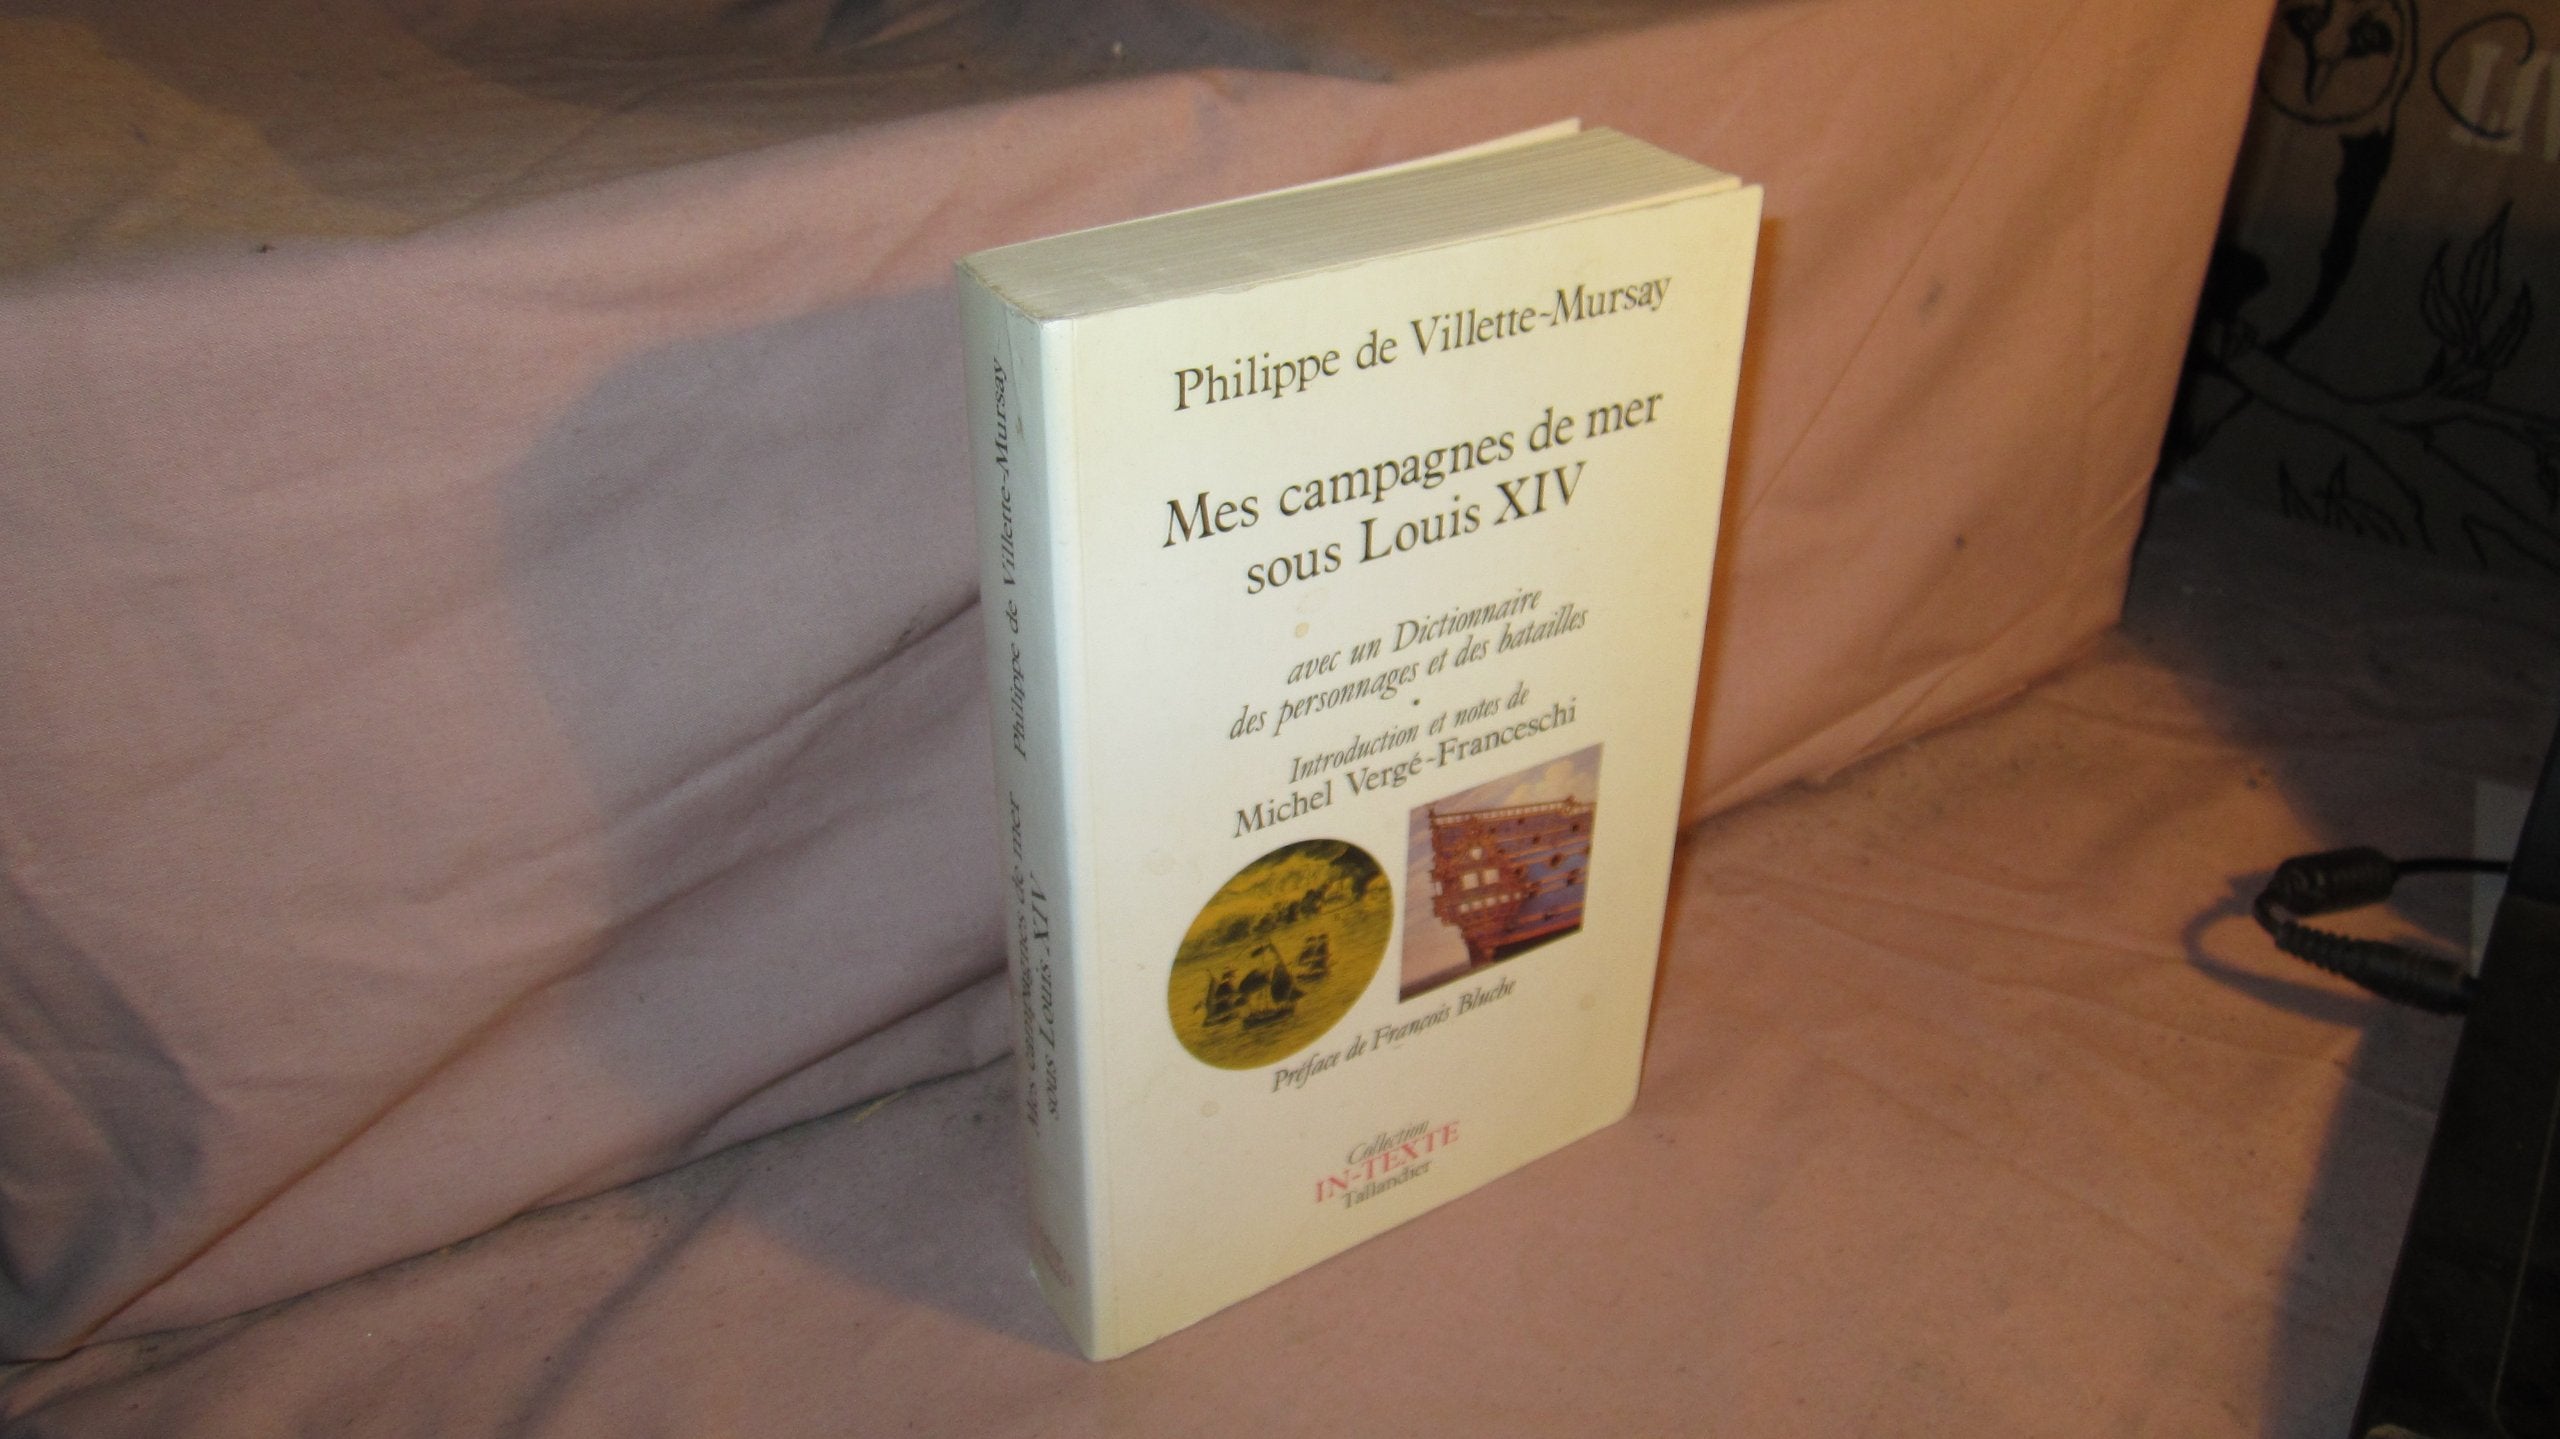 Philippe de Villette-Mursay
Mes campagnes de mer
sous Louis XIV
avec un Dictionnaire
des personnages et des batailles
Introduction et notes de
Michel Vergé-Franceschi
Préface de François Bluche
Collection
IN-TEXTE
Tallandier
Philippe de Villette-Mursay
Mes campagnes de mer
sous Louis XIV